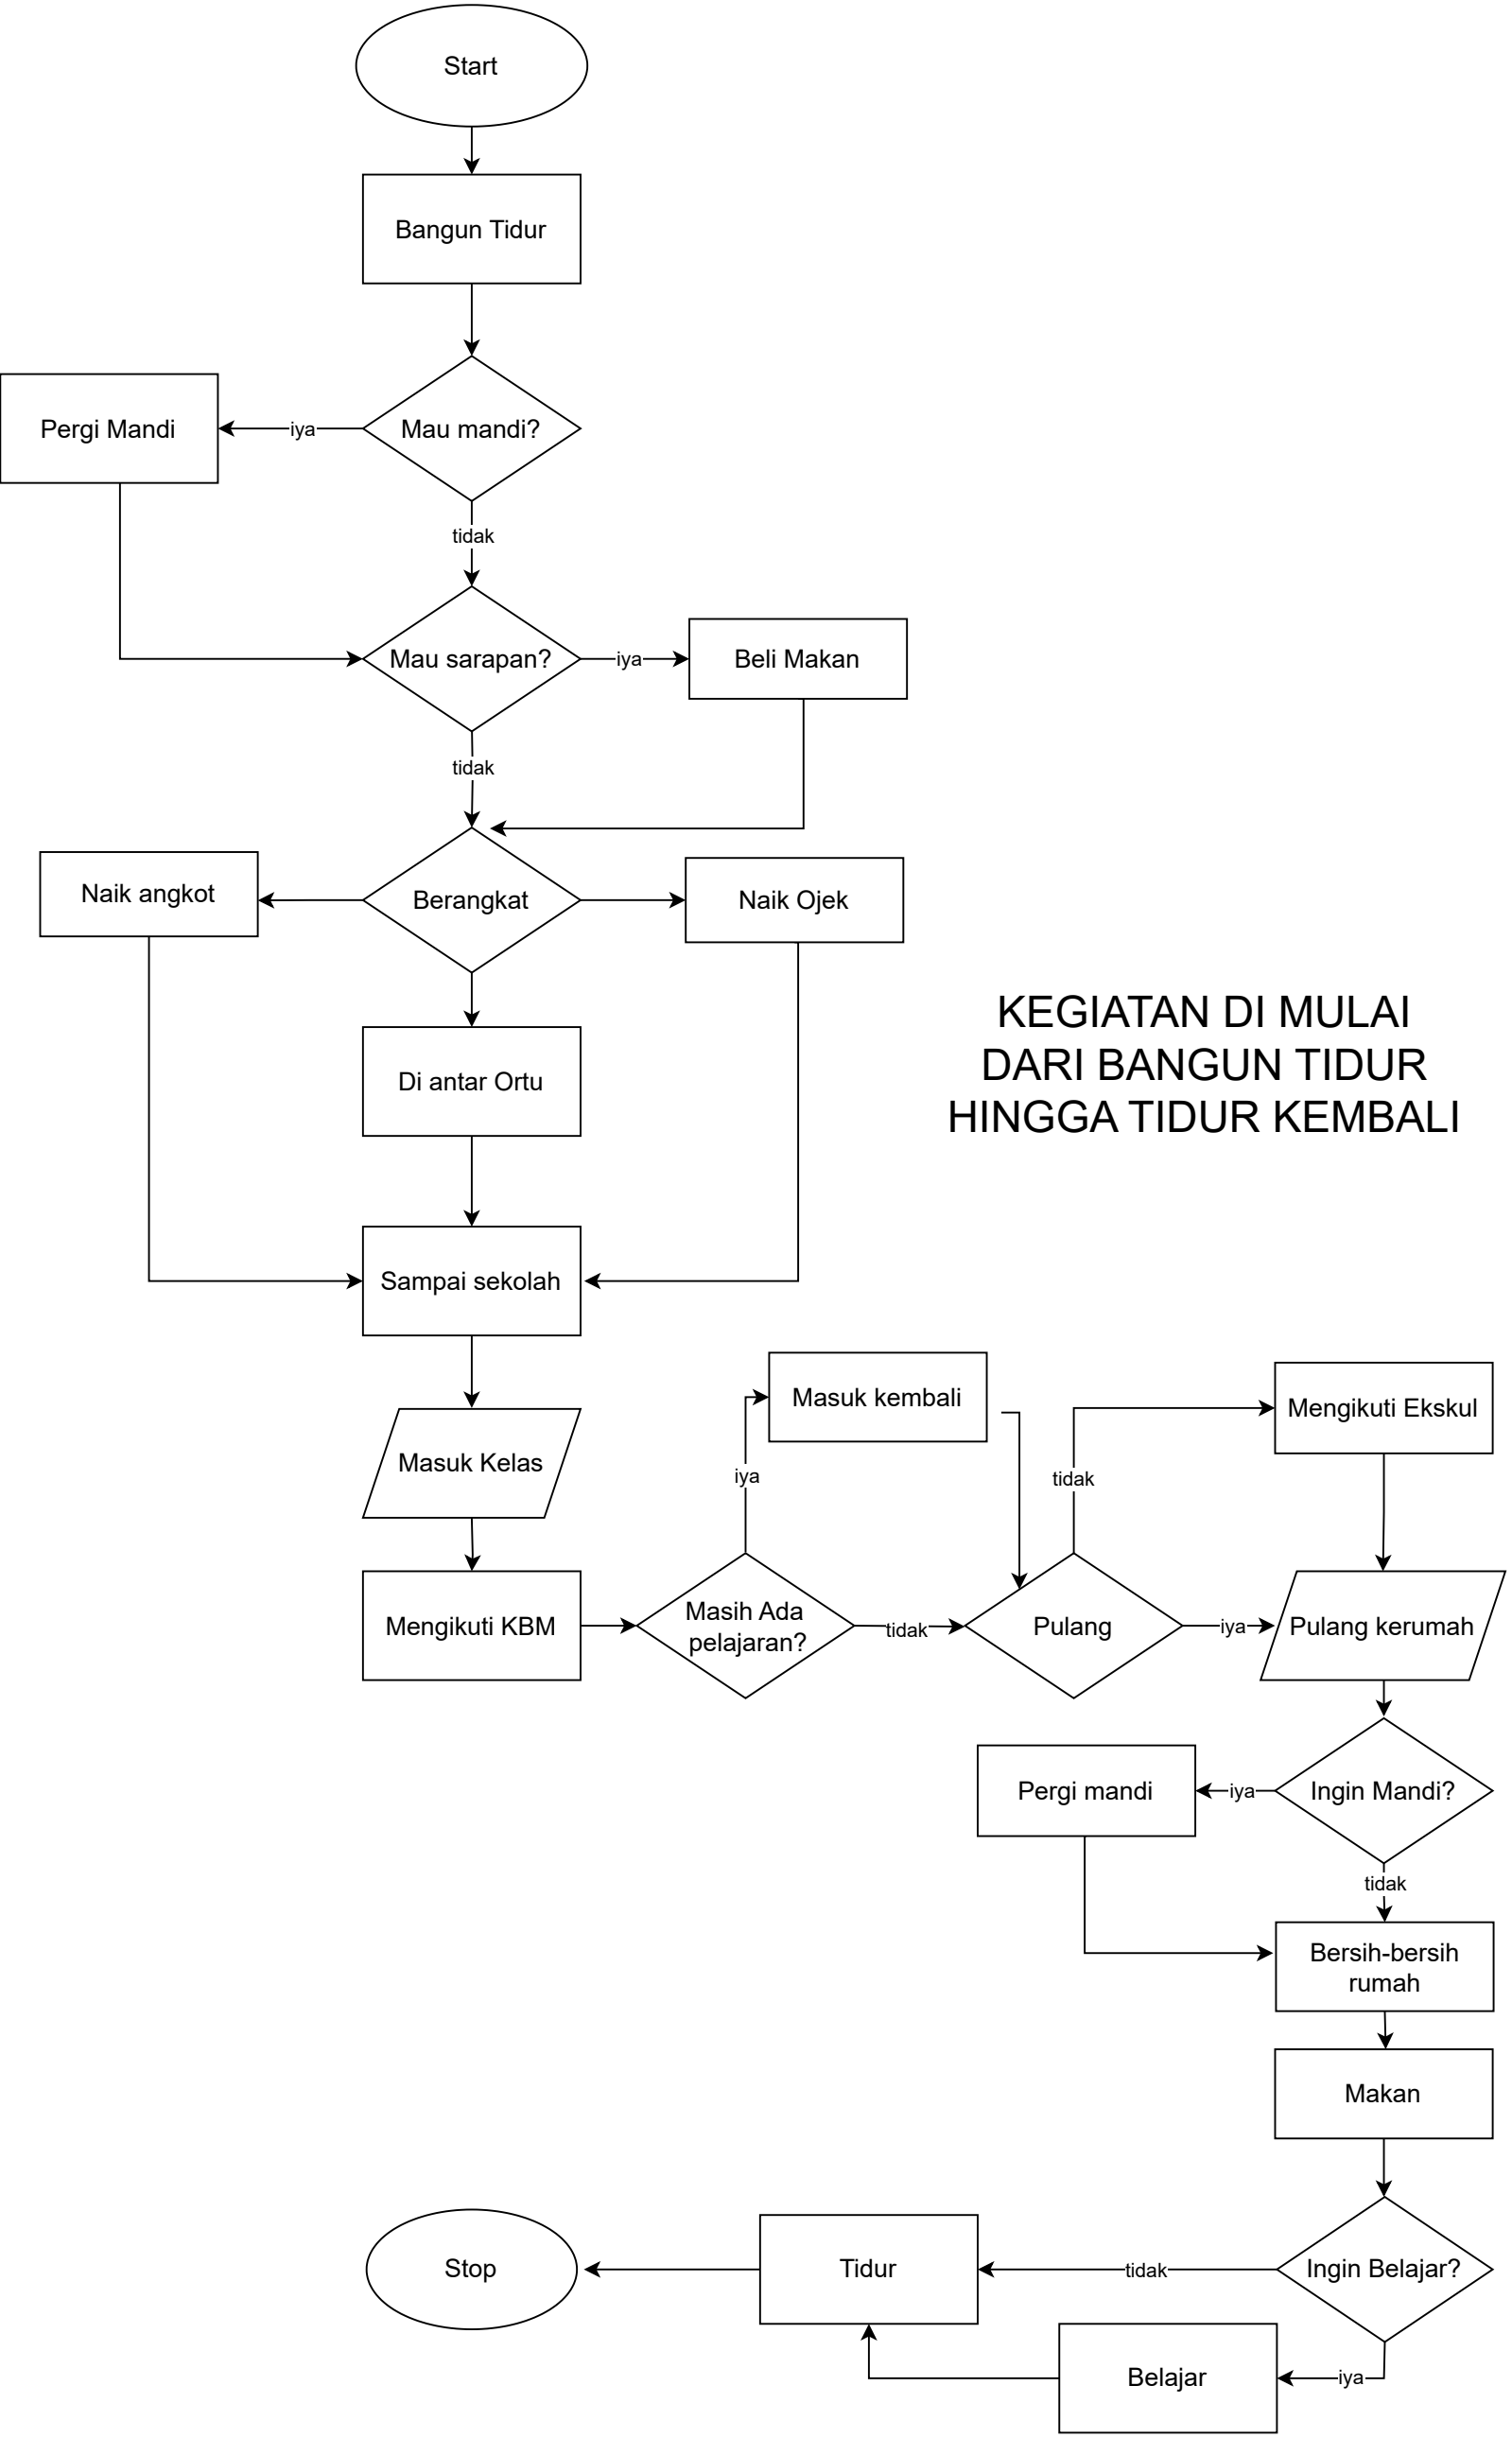 Start
Bangun Tidur
Mau mandi?
iya
Pergi Mandi
tidak
Mau sarapan?
iya
Beli Makan
tidak
Berangkat
Naik angkot
Naik Ojek
Di antar Ortu
KEGIATAN DI MULAI
DARI BANGUN TIDUR
HINGGA TIDUR KEMBALI
Sampai sekolah
Masuk Kelas
Mengikuti KBM
Masih Ada
pelajaran?
iya
Masuk kembali
tidak
Pulang
tidak
Mengikuti Ekskul
iya
Pulang kerumah
Ingin Mandi?
iya
Pergi mandi
tidak
Bersih-bersih
rumah
Makan
Ingin Belajar?
tidak
Tidur
iya
Belajar
Stop